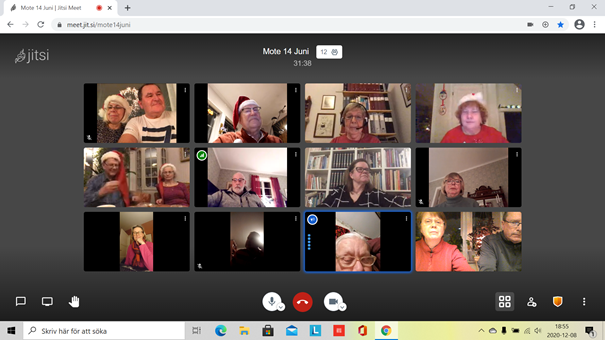 Mote 14 Juni | Jitsi Meet
meet.jit.si/mote14juni
jitsi
Mote 14 Juni 12
31:38
Skriv här för att söka
18:55
2020-12-08